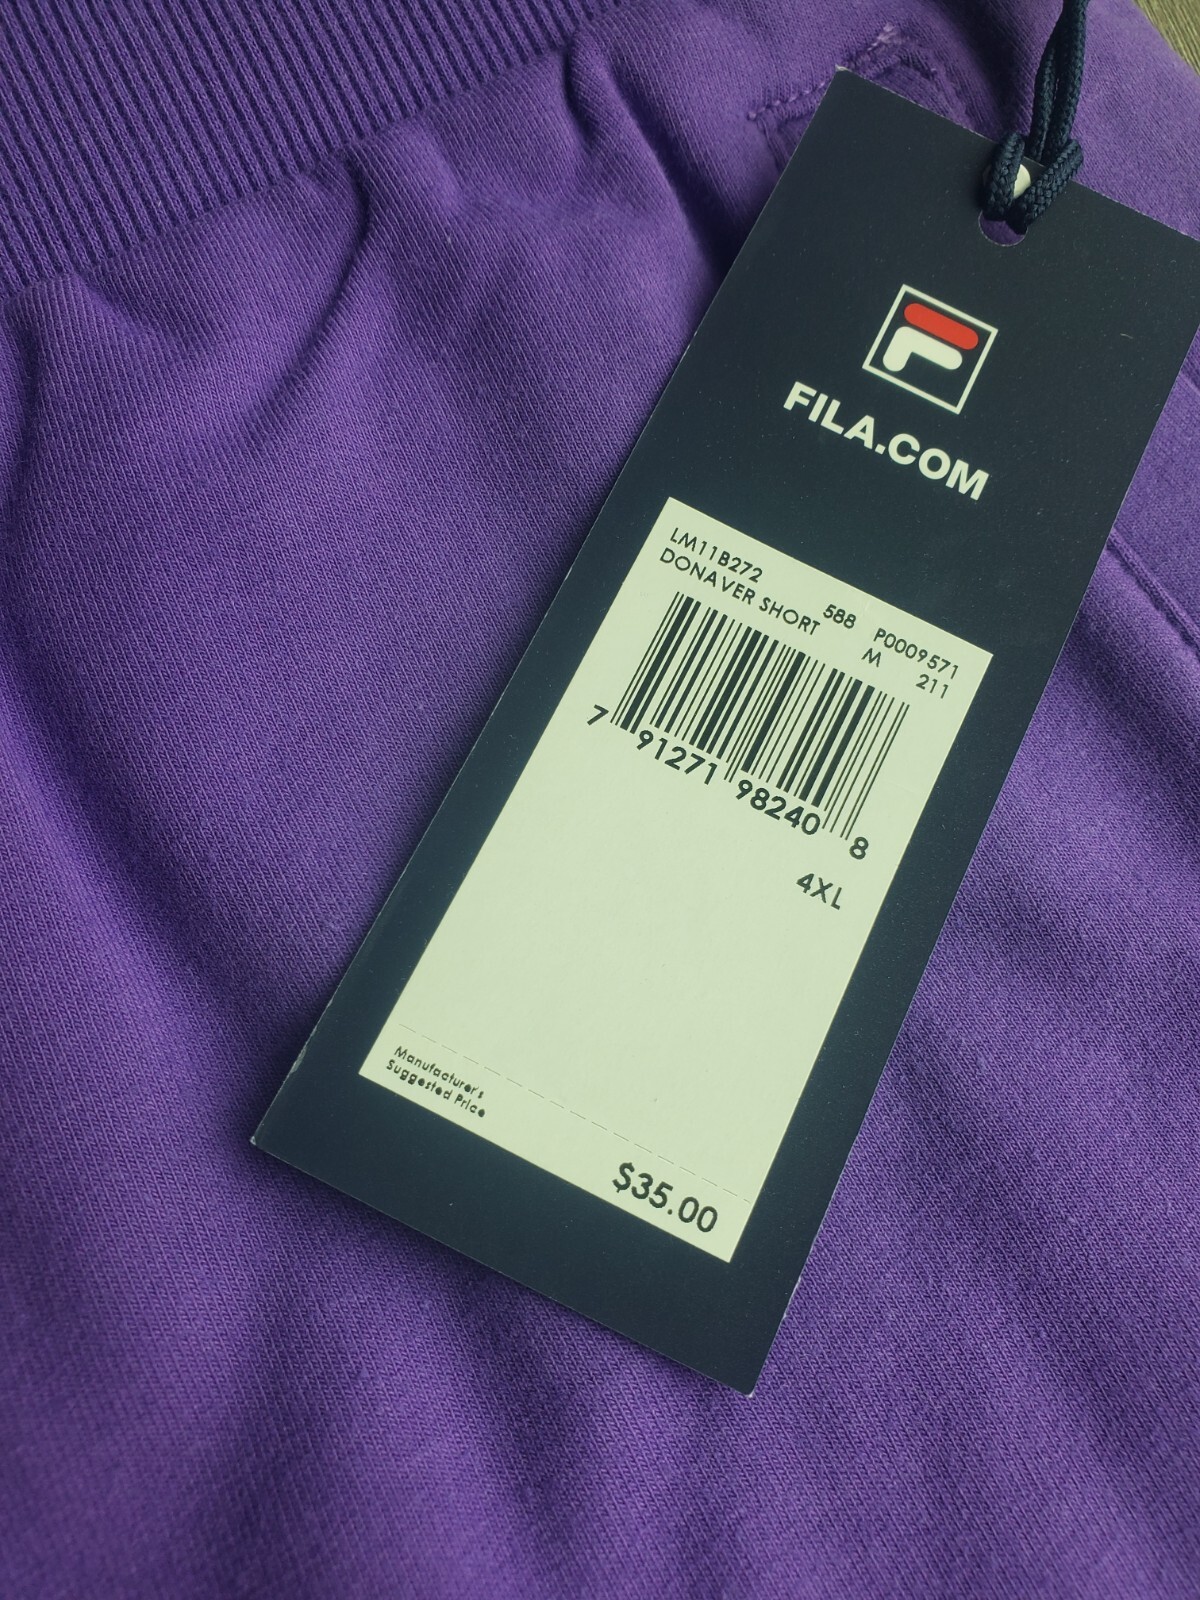 FILA.COM
LM11B272 588 P0009571
DONAVER SHORT M 211
7 91271 98240 8
4XL
Manufacturer's
Suggested Price
$35.00